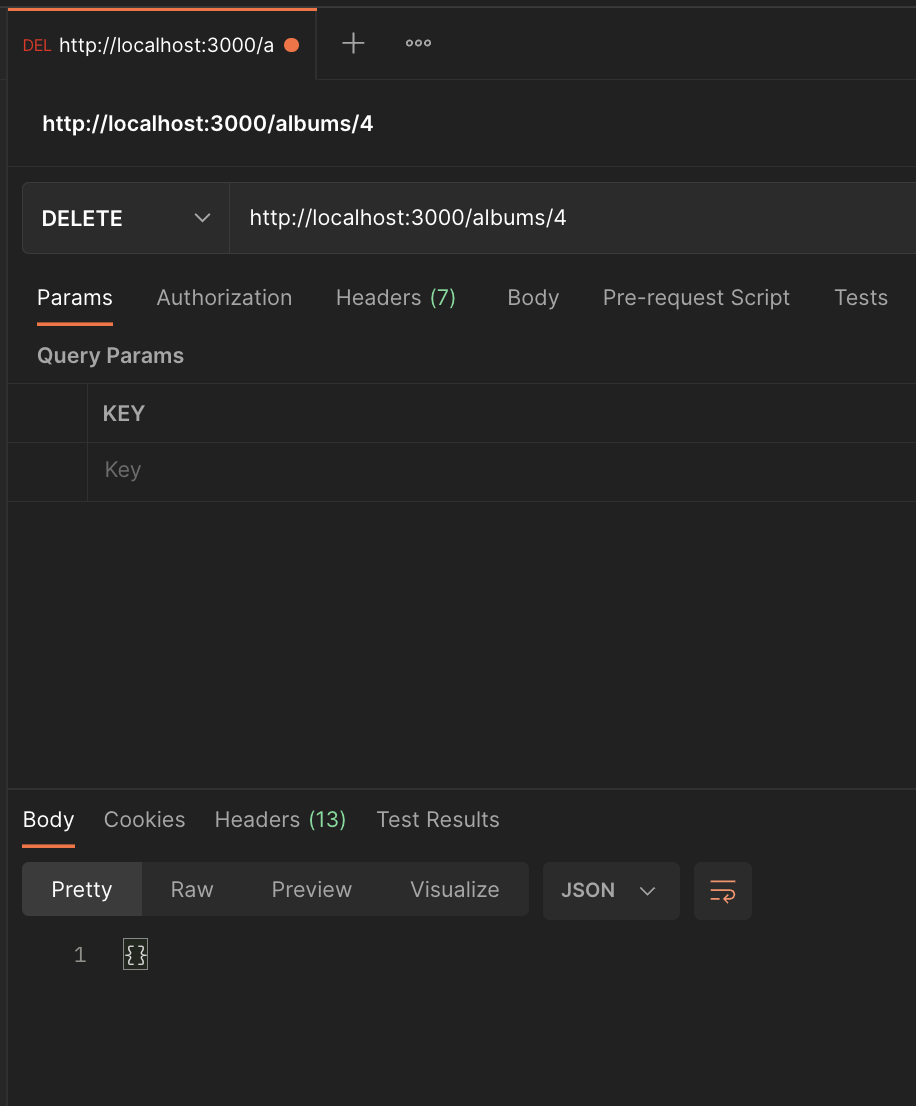 DEL http://localhost:3000/a
http://localhost:3000/albums/4
DELETE http://localhost:3000/albums/4
Params Authorization Headers (7) Body Pre-request Script Tests
Query Params
KEY
Key
Body Cookies Headers (13) Test Results
Pretty Raw Preview Visualize JSON
1 {}